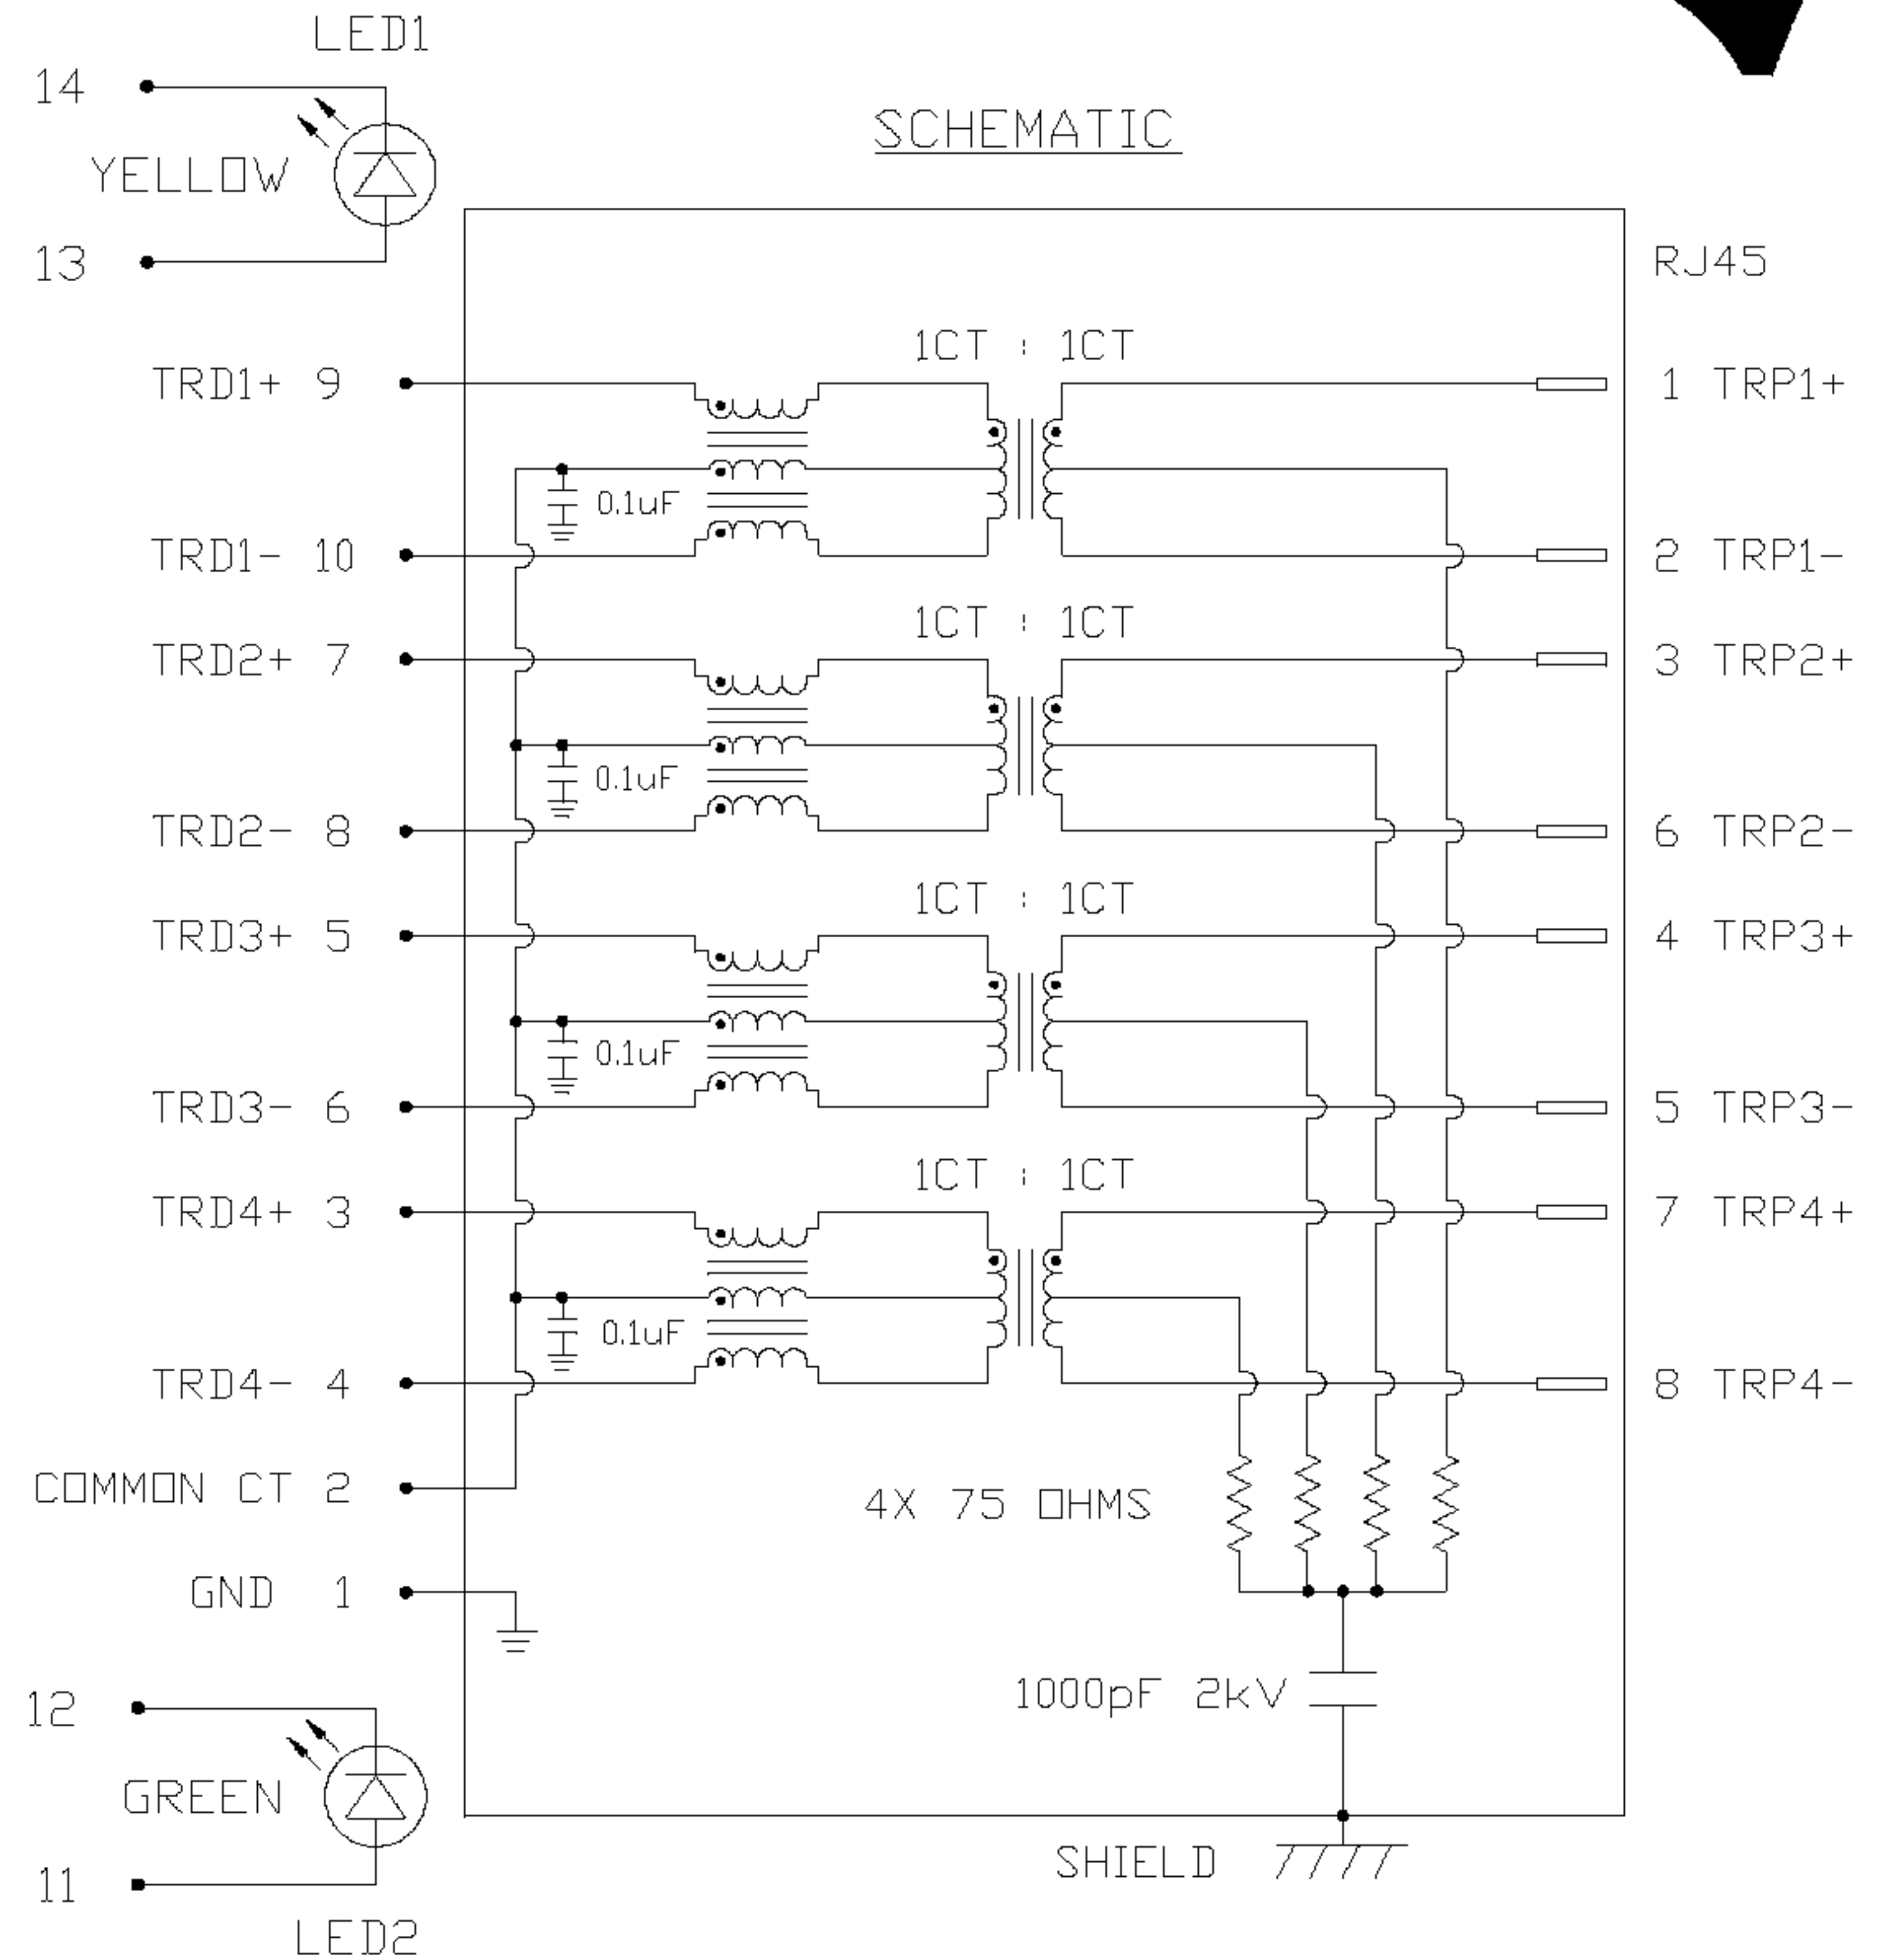 LED1
14
SCHEMATIC
YELLOW
13
RJ45
1CT : 1CT
TRD1+ 9
1 TRP1+
0.1uF
TRD1- 10
2 TRP1-
1CT : 1CT
TRD2+ 7
3 TRP2+
0.1uF
TRD2- 8
6 TRP2-
1CT : 1CT
TRD3+ 5
4 TRP3+
0.1uF
TRD3- 6
5 TRP3-
1CT : 1CT
TRD4+ 3
7 TRP4+
0.1uF
TRD4- 4
8 TRP4-
COMMON CT 2
4X 75 OHMS
GND 1
1000pF 2kV
12
GREEN
SHIELD
11
LED2